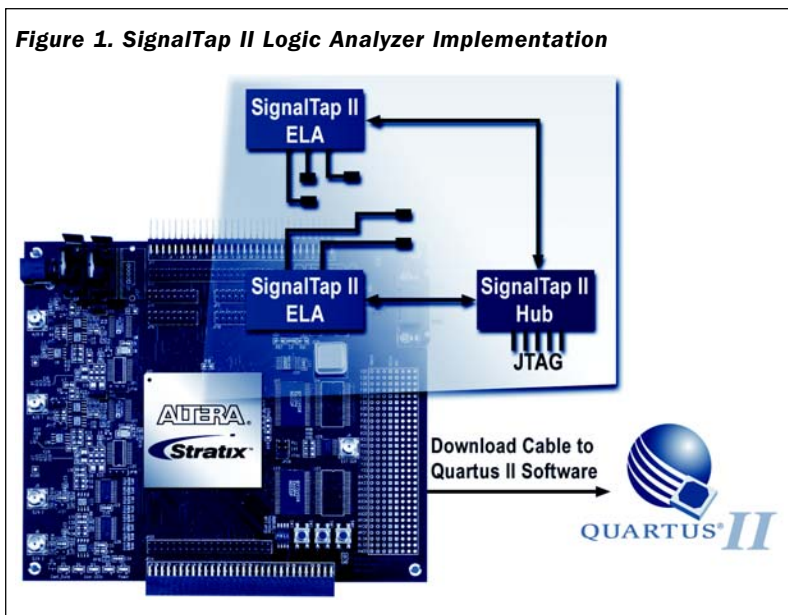 Figure 1. SignalTap II Logic Analyzer Implementation
SignalTap II
ELA
SignalTap II
ELA
SignalTap II
Hub
JTAG
ALTERA®
Stratix™
Download Cable to
Quartus II Software
QUARTUS® II